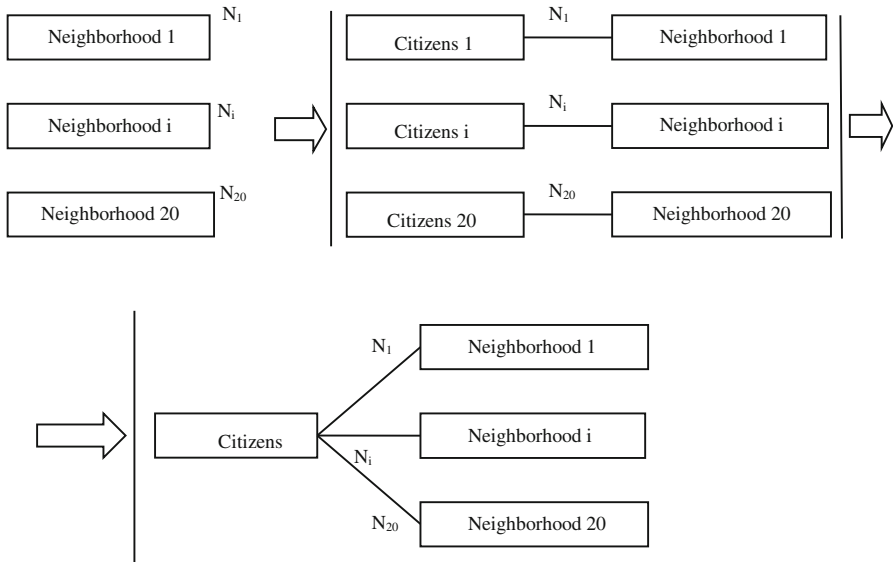 Neighborhood 1 N₁
Citizens 1 N₁ Neighborhood 1
Neighborhood i Nᵢ
Citizens i Nᵢ Neighborhood i
Neighborhood 20 N₂₀
Citizens 20 N₂₀ Neighborhood 20
N₁ Neighborhood 1
Citizens Neighborhood i
Nᵢ
N₂₀ Neighborhood 20